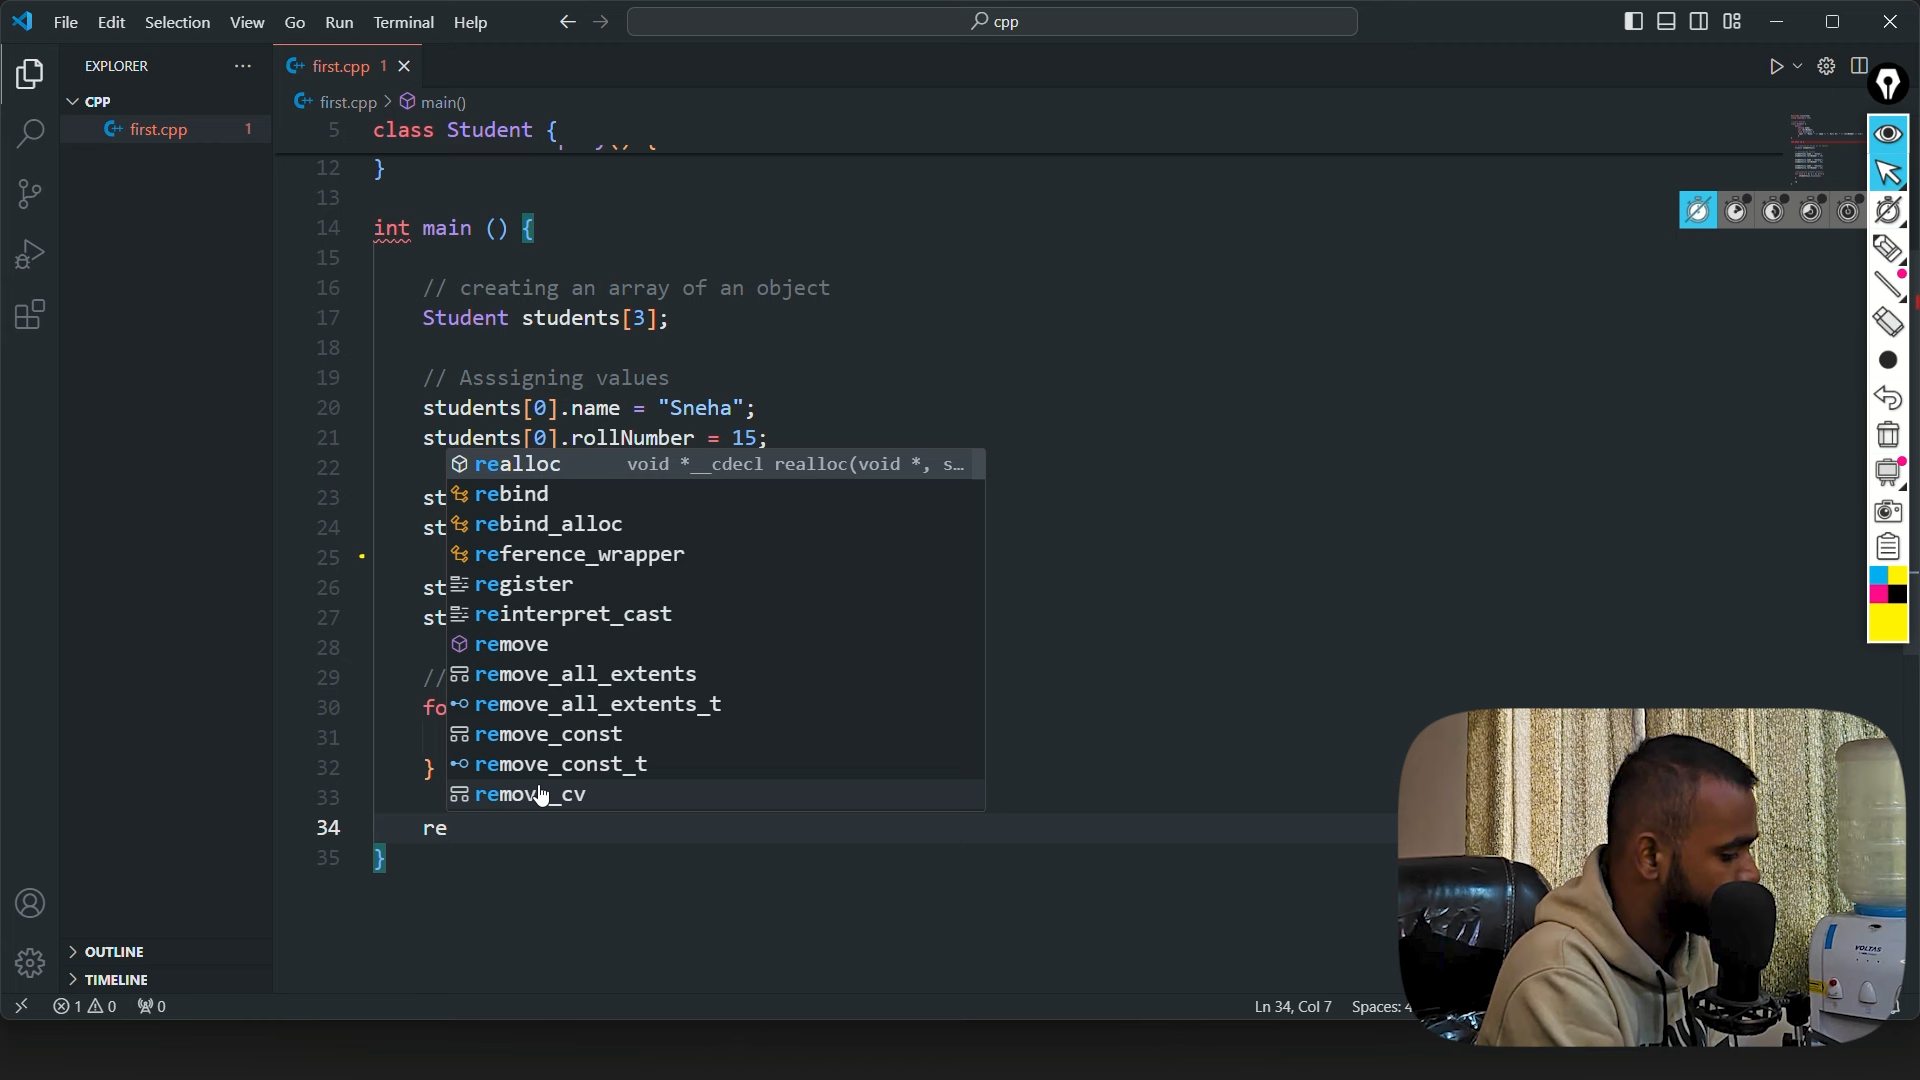 File Edit Selection View Go Run Terminal Help
cpp
EXPLORER
CPP
first.cpp 1
first.cpp 1
first.cpp > main()
5 class Student {
12 }
13
14 int main () {
15
16 // creating an array of an object
17 Student students[3];
18
19 // Asssigning values
20 students[0].name = "Sneha";
21 students[0].rollNumber = 15;
22
23 st
24 st
25
26 st
27 st
28
29 //
30 fo
31
32 }
33
34 re
35 }
realloc void *__cdecl realloc(void *, s…
rebind
rebind_alloc
reference_wrapper
register
reinterpret_cast
remove
remove_all_extents
remove_all_extents_t
remove_const
remove_const_t
remove_cv
OUTLINE
TIMELINE
1 0 0
Ln 34, Col 7 Spaces: 4
VOLTAS